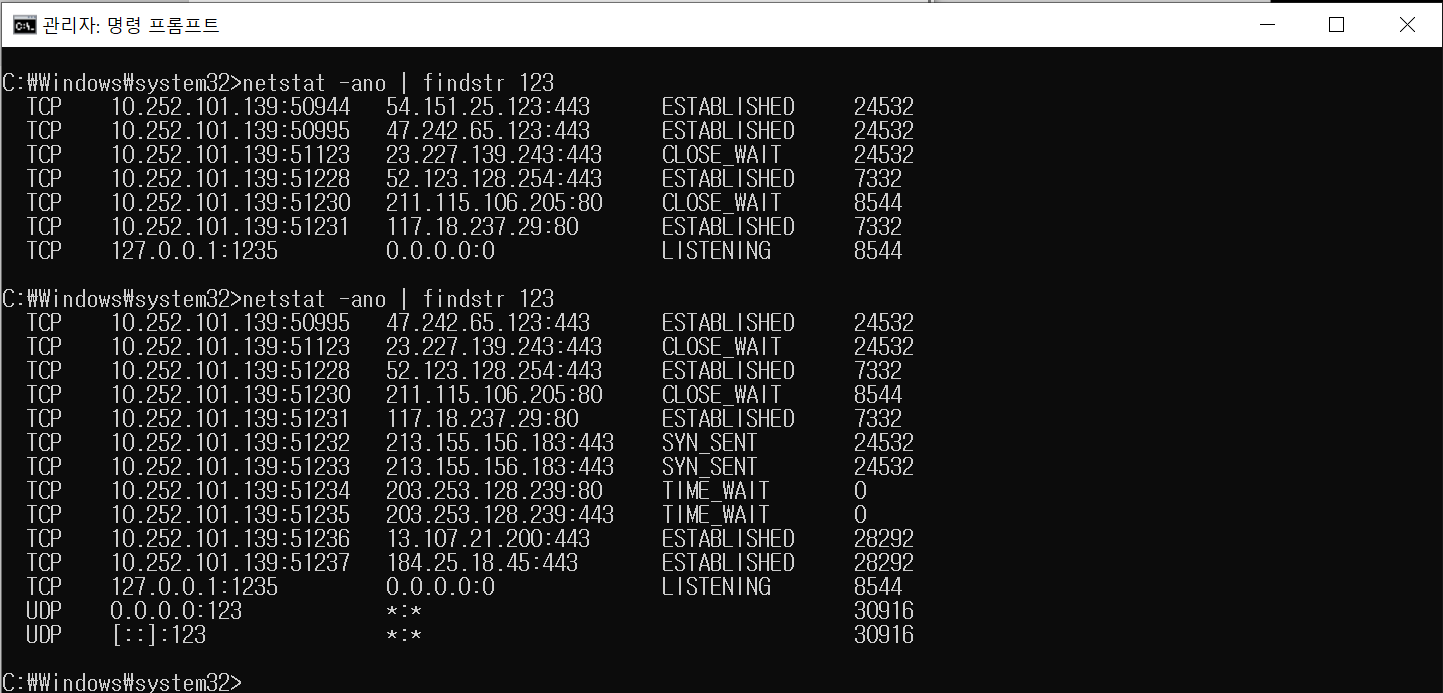 관리자: 명령 프롬프트
C:₩Windows₩system32>netstat -ano | findstr 123
TCP 10.252.101.139:50944 54.151.25.123:443 ESTABLISHED 24532
TCP 10.252.101.139:50995 47.242.65.123:443 ESTABLISHED 24532
TCP 10.252.101.139:51123 23.227.139.243:443 CLOSE_WAIT 24532
TCP 10.252.101.139:51228 52.123.128.254:443 ESTABLISHED 7332
TCP 10.252.101.139:51230 211.115.106.205:80 CLOSE_WAIT 8544
TCP 10.252.101.139:51231 117.18.237.29:80 ESTABLISHED 7332
TCP 127.0.0.1:1235 0.0.0.0:0 LISTENING 8544
C:₩Windows₩system32>netstat -ano | findstr 123
TCP 10.252.101.139:50995 47.242.65.123:443 ESTABLISHED 24532
TCP 10.252.101.139:51123 23.227.139.243:443 CLOSE_WAIT 24532
TCP 10.252.101.139:51228 52.123.128.254:443 ESTABLISHED 7332
TCP 10.252.101.139:51230 211.115.106.205:80 CLOSE_WAIT 8544
TCP 10.252.101.139:51231 117.18.237.29:80 ESTABLISHED 7332
TCP 10.252.101.139:51232 213.155.156.183:443 SYN_SENT 24532
TCP 10.252.101.139:51233 213.155.156.183:443 SYN_SENT 24532
TCP 10.252.101.139:51234 203.253.128.239:80 TIME_WAIT 0
TCP 10.252.101.139:51235 203.253.128.239:443 TIME_WAIT 0
TCP 10.252.101.139:51236 13.107.21.200:443 ESTABLISHED 28292
TCP 10.252.101.139:51237 184.25.18.45:443 ESTABLISHED 28292
TCP 127.0.0.1:1235 0.0.0.0:0 LISTENING 8544
UDP 0.0.0.0:123 *:* 30916
UDP [::]:123 *:* 30916
C:₩Windows₩system32>